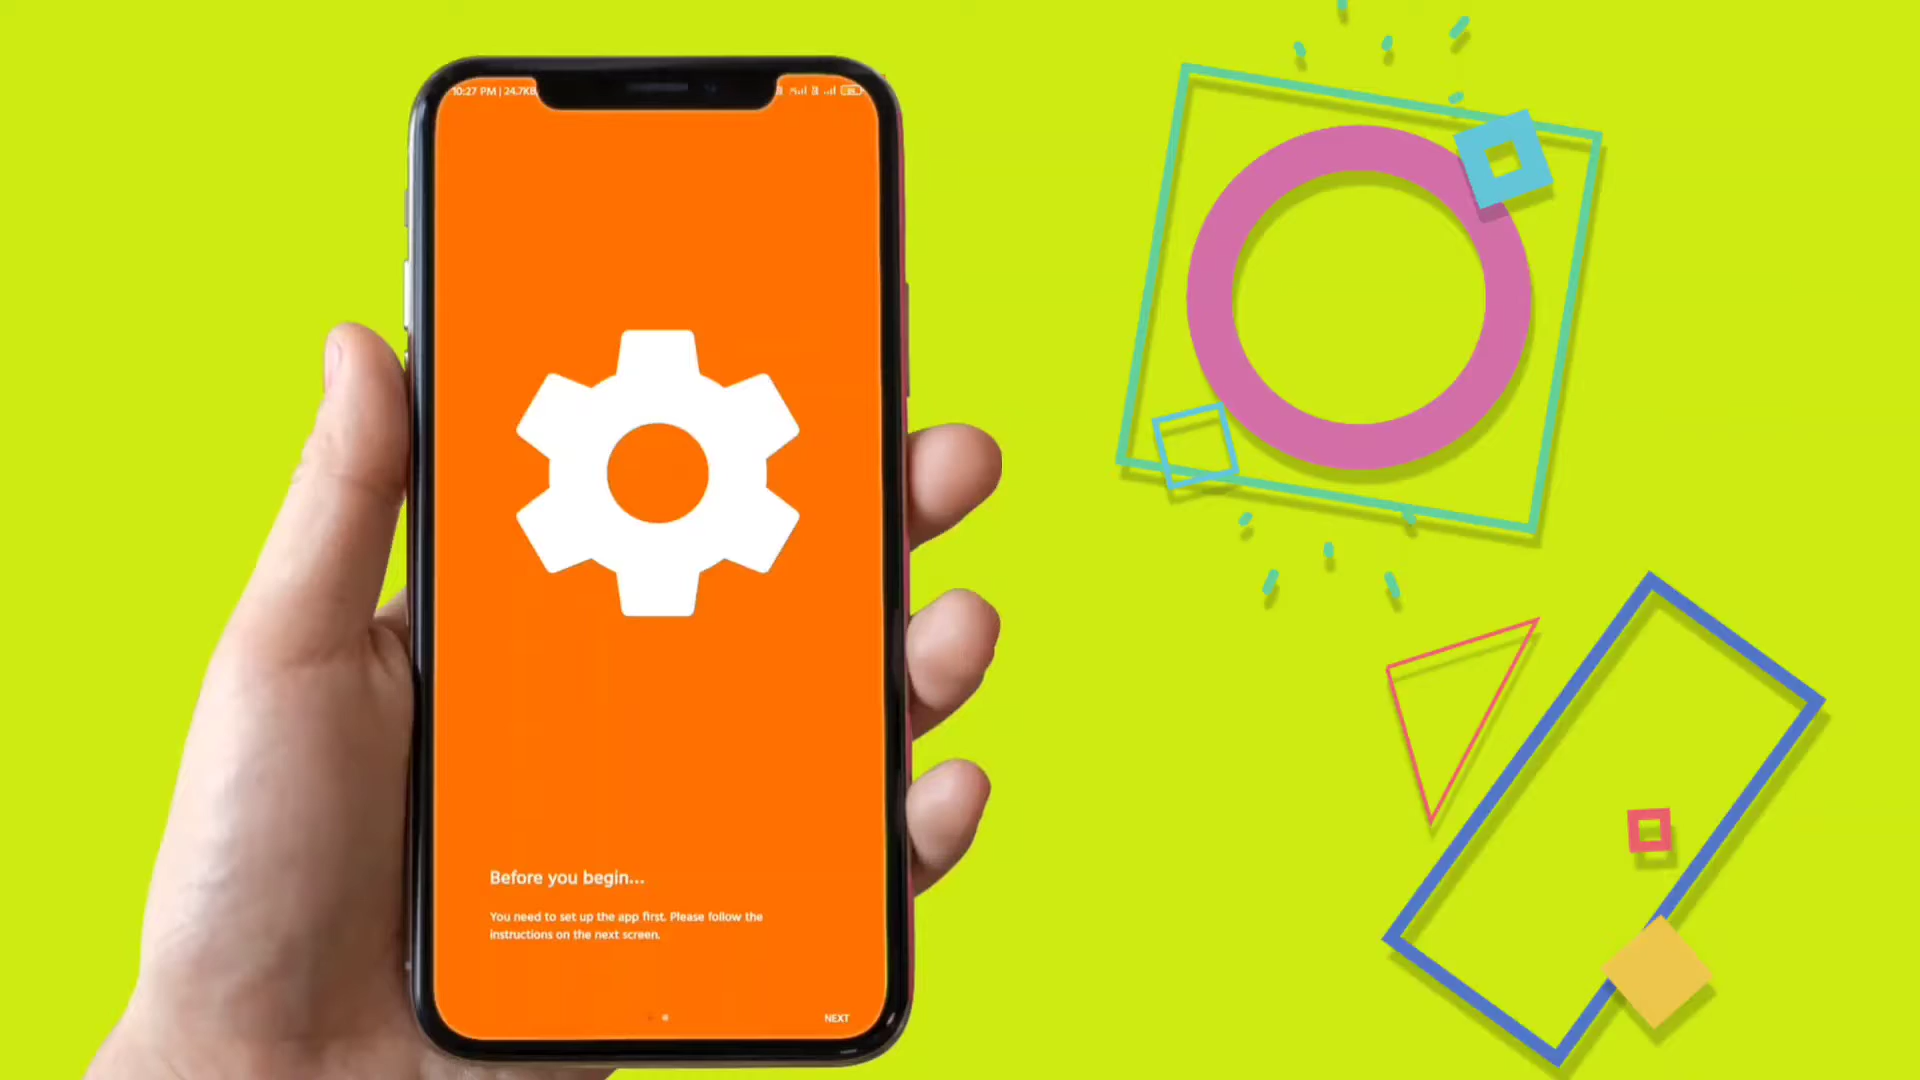 10:27 PM | 24.7KB
Before you begin...
You need to set up the app first. Please follow the
instructions on the next screen.
NEXT